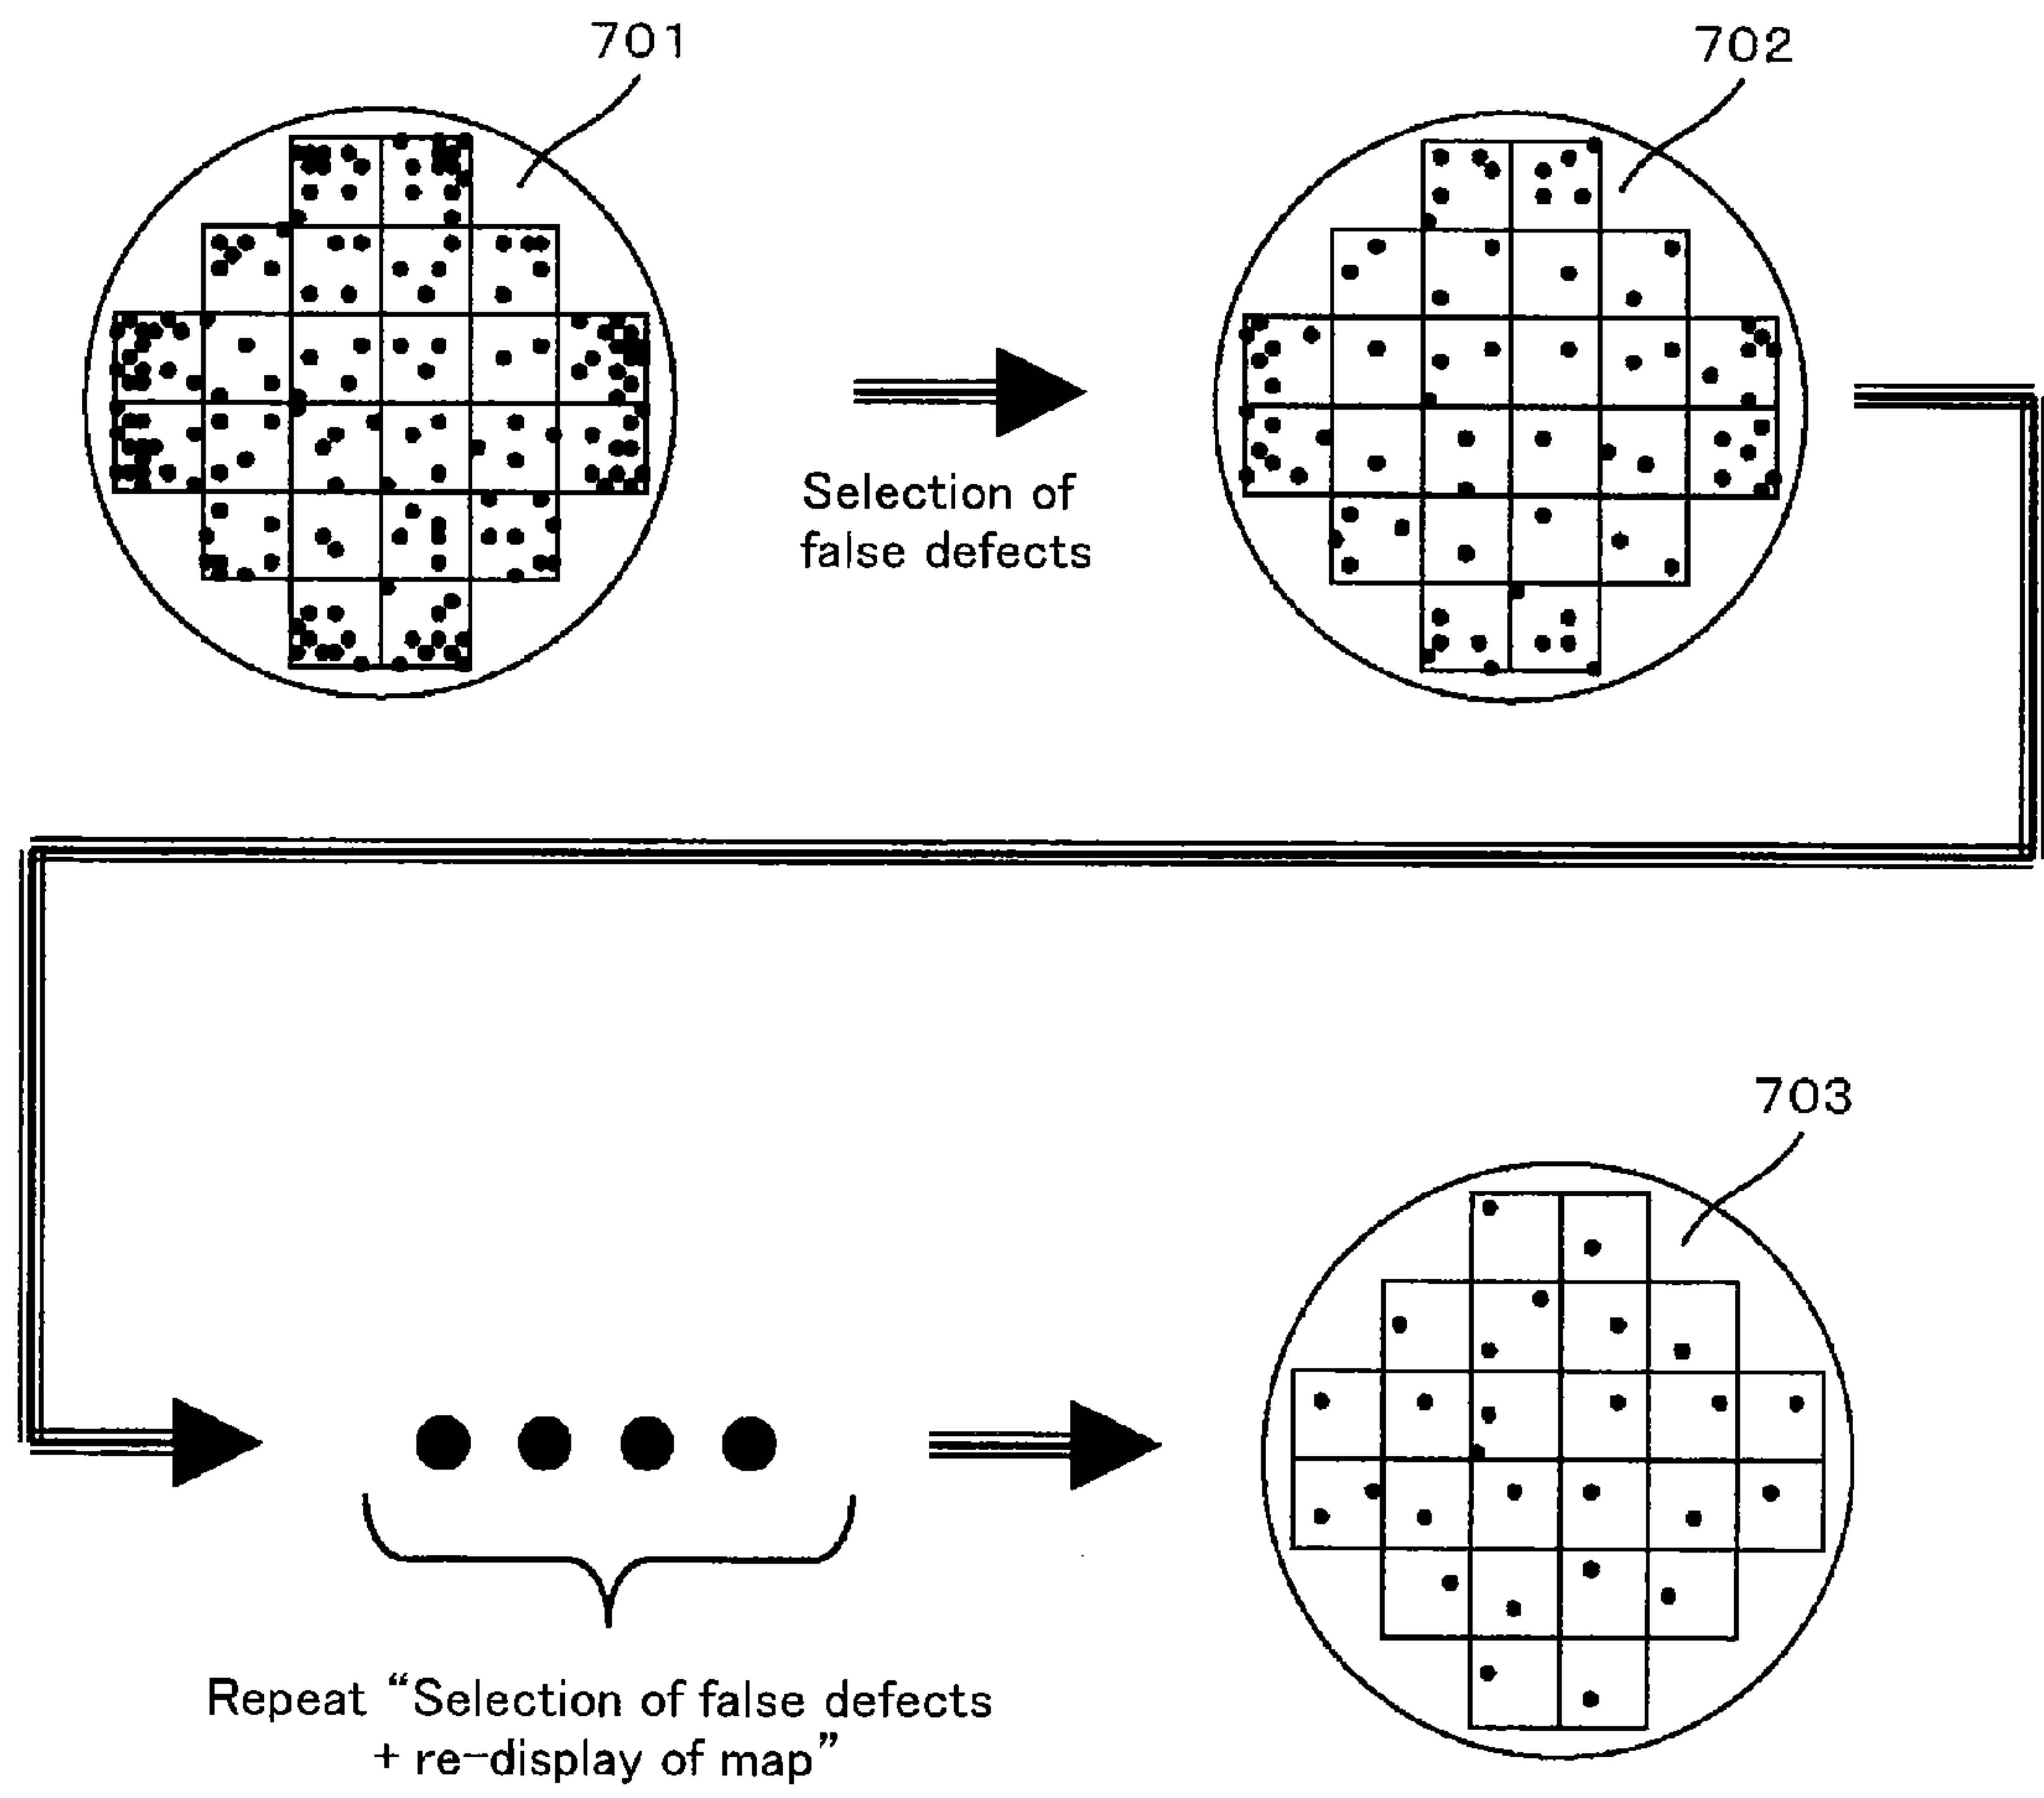 701
702
Selection of
false defects
703
Repeat “Selection of false defects
+ re-display of map”